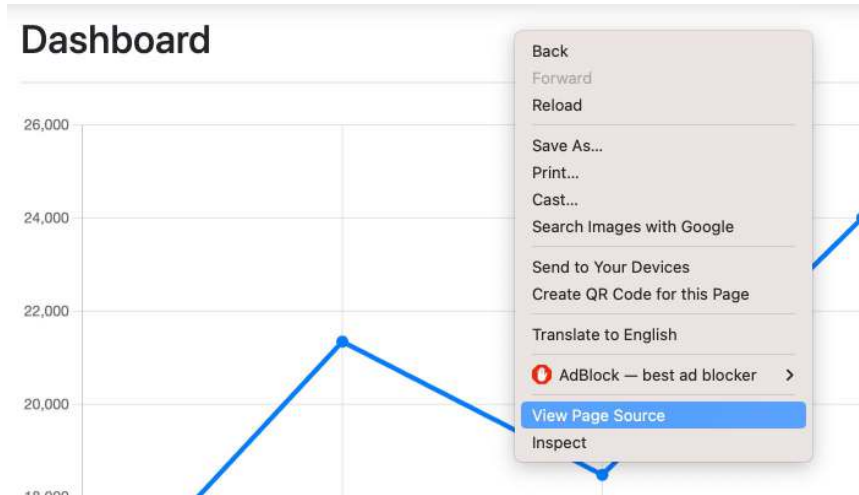 Dashboard
26,000
24,000
22,000
20,000
18,000
Back
Forward
Reload
Save As...
Print...
Cast...
Search Images with Google
Send to Your Devices
Create QR Code for this Page
Translate to English
AdBlock — best ad blocker
View Page Source
Inspect